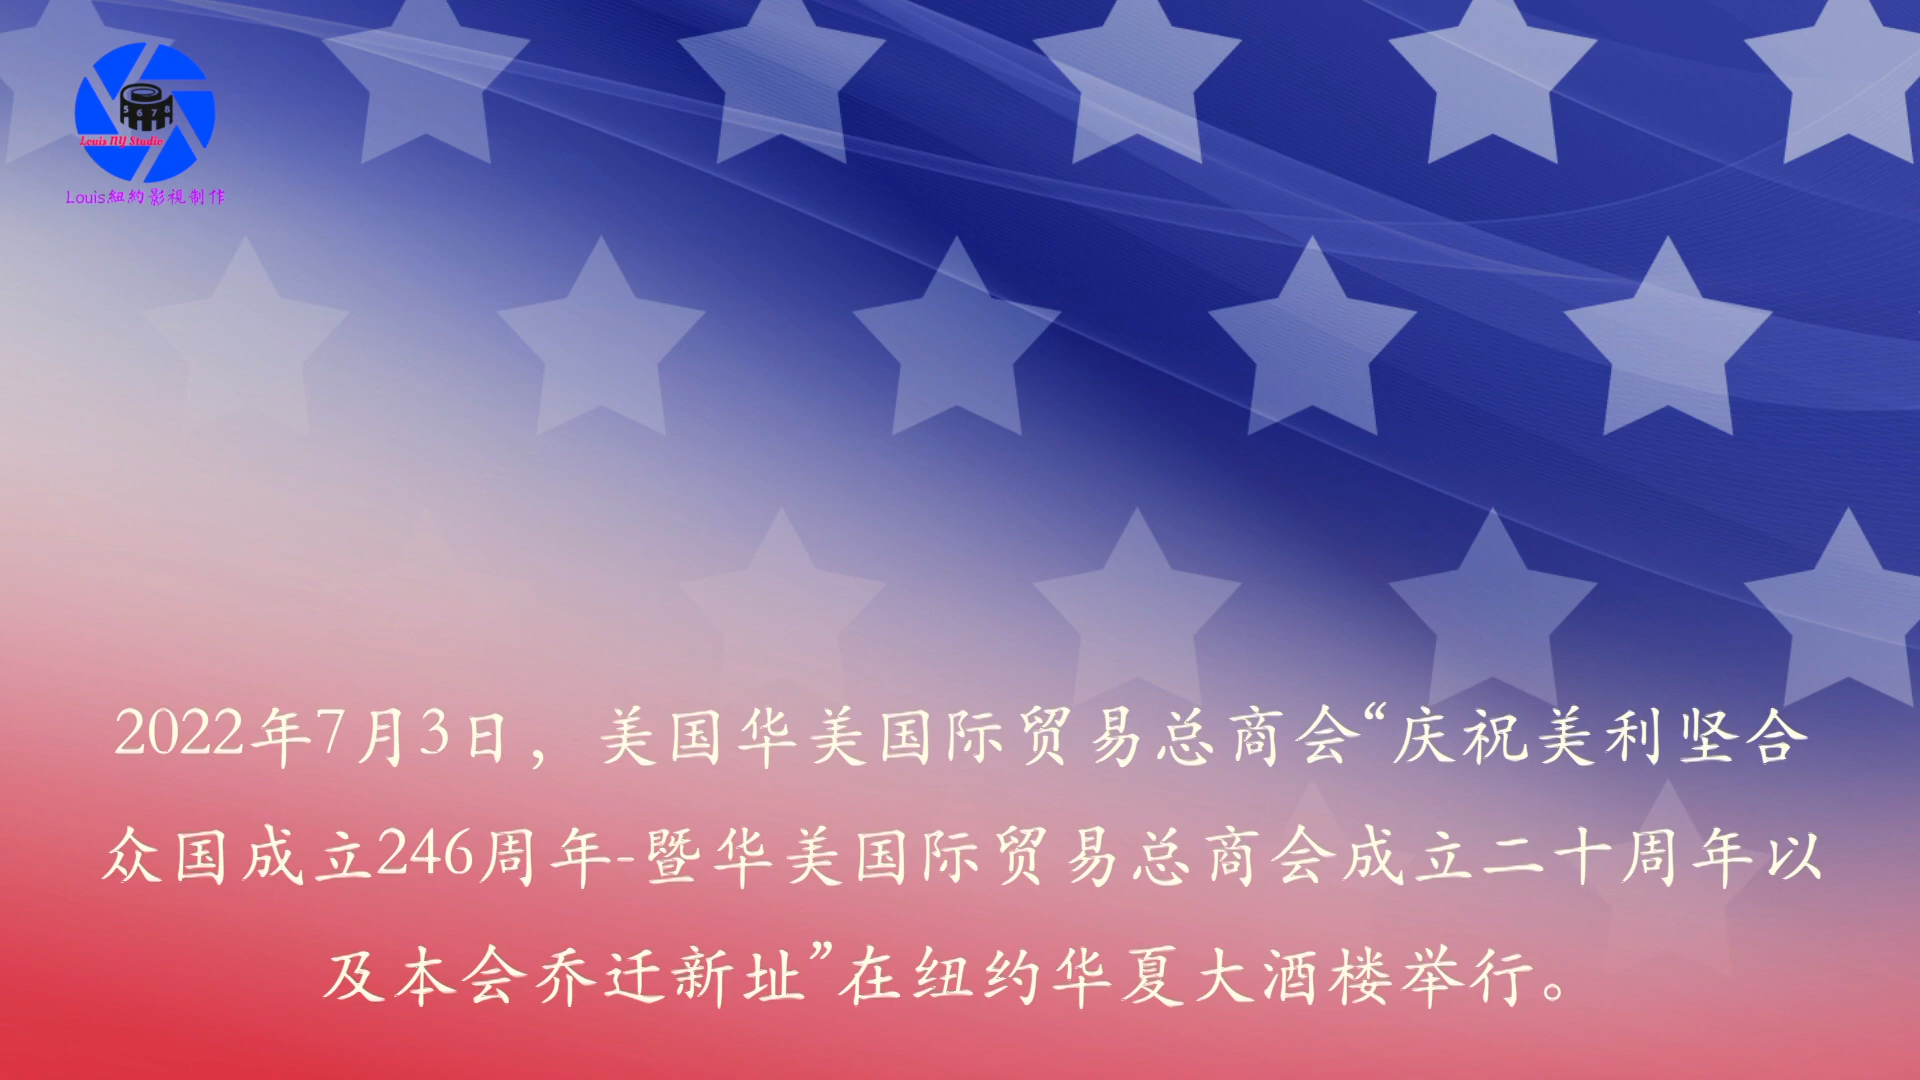 5 6 7 8
Louis NY Studio
Louis紐約影視制作
2022年7月3日，美国华美国际贸易总商会“庆祝美利坚合
众国成立246周年-暨华美国际贸易总商会成立二十周年以
及本会乔迁新址”在纽约华夏大酒楼举行。